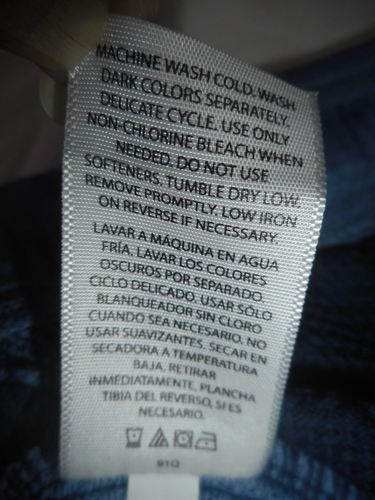 MACHINE WASH COLD. WASH
DARK COLORS SEPARATELY.
DELICATE CYCLE. USE ONLY
NON-CHLORINE BLEACH WHEN
NEEDED. DO NOT USE
SOFTENERS. TUMBLE DRY LOW.
REMOVE PROMPTLY. LOW IRON
ON REVERSE IF NECESSARY.
LAVAR A MÁQUINA EN AGUA
FRÍA. LAVAR LOS COLORES
OSCUROS POR SEPARADO.
CICLO DELICADO. USAR SÓLO
BLANQUEADOR SIN CLORO
CUANDO SEA NECESARIO. NO
USAR SUAVIZANTES. SECAR EN
SECADORA A TEMPERATURA
BAJA. RETIRAR
INMEDIATAMENTE. PLANCHA
TIBIA DEL REVERSO, SI ES
NECESARIO.